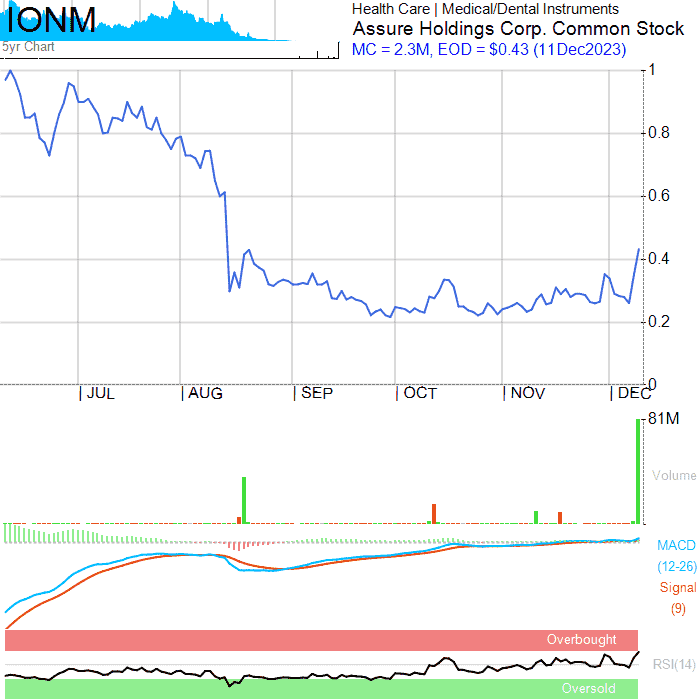 IONM
5yr Chart
Health Care | Medical/Dental Instruments
Assure Holdings Corp. Common Stock
MC = 2.3M, EOD = $0.43 (11Dec2023)
1
0.8
0.6
0.4
0.2
0
JUL AUG SEP OCT NOV DEC
81M
Volume
MACD
(12-26)
Signal
(9)
Overbought
RSI(14)
Oversold